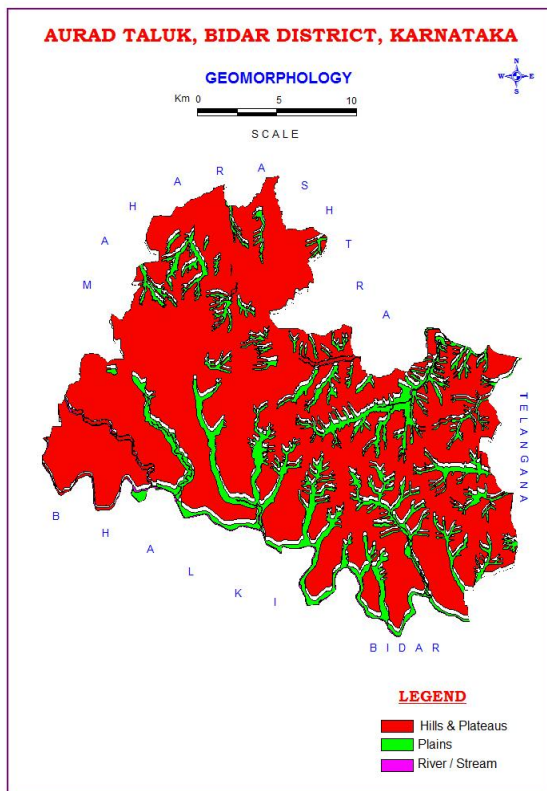 AURAD TALUK, BIDAR DISTRICT, KARNATAKA
GEOMORPHOLOGY
N
W E
S
Km 0 5 10
SCALE
MAHARASHTRA
TELANGANA
BHALKI
BIDAR
LEGEND
Hills & Plateaus
Plains
River / Stream